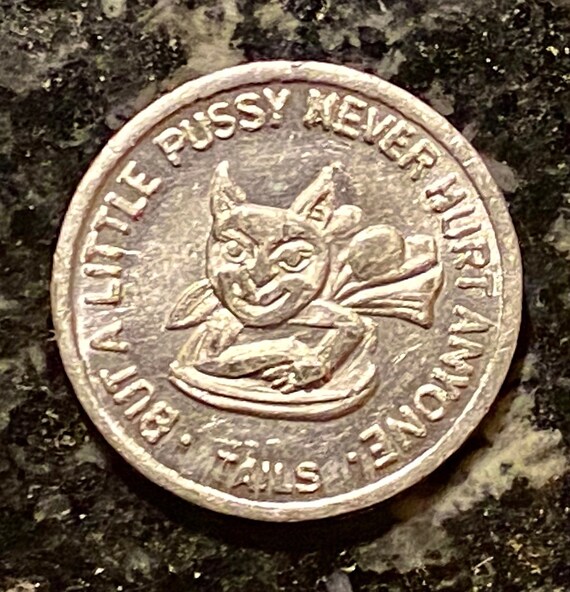 · BUT A LITTLE PUSSY NEVER HURT ANYONE! ·
TAILS